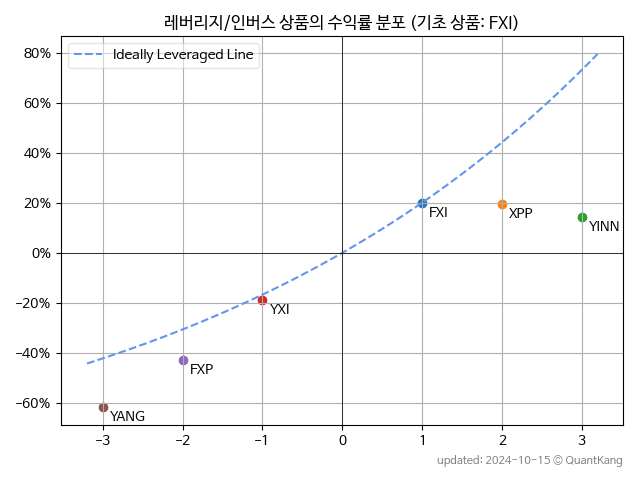 레버리지/인버스 상품의 수익률 분포 (기초 상품: FXI)
Ideally Leveraged Line
80%
60%
40%
20%
0%
−20%
−40%
−60%
FXI
XPP
YINN
YXI
FXP
YANG
−3 −2 −1 0 1 2 3
updated: 2024-10-15 © QuantKang